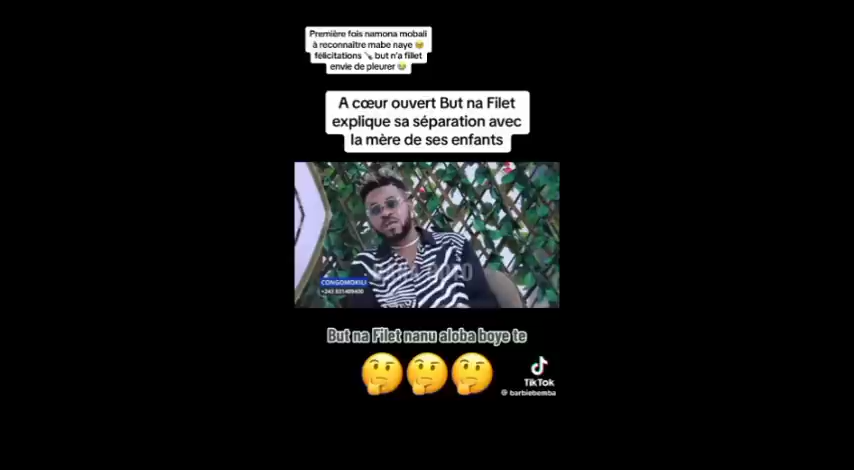 Première fois namona mobali
à reconnaître mabe naye 🥹
félicitations 🍾 but n'a fillet
envie de pleurer 😭
A cœur ouvert But na Filet
explique sa séparation avec
la mère de ses enfants
CONGOMOKILI
But na Filet nanu aloba boye te
🤔🤔🤔
TikTok
@barbiebemba